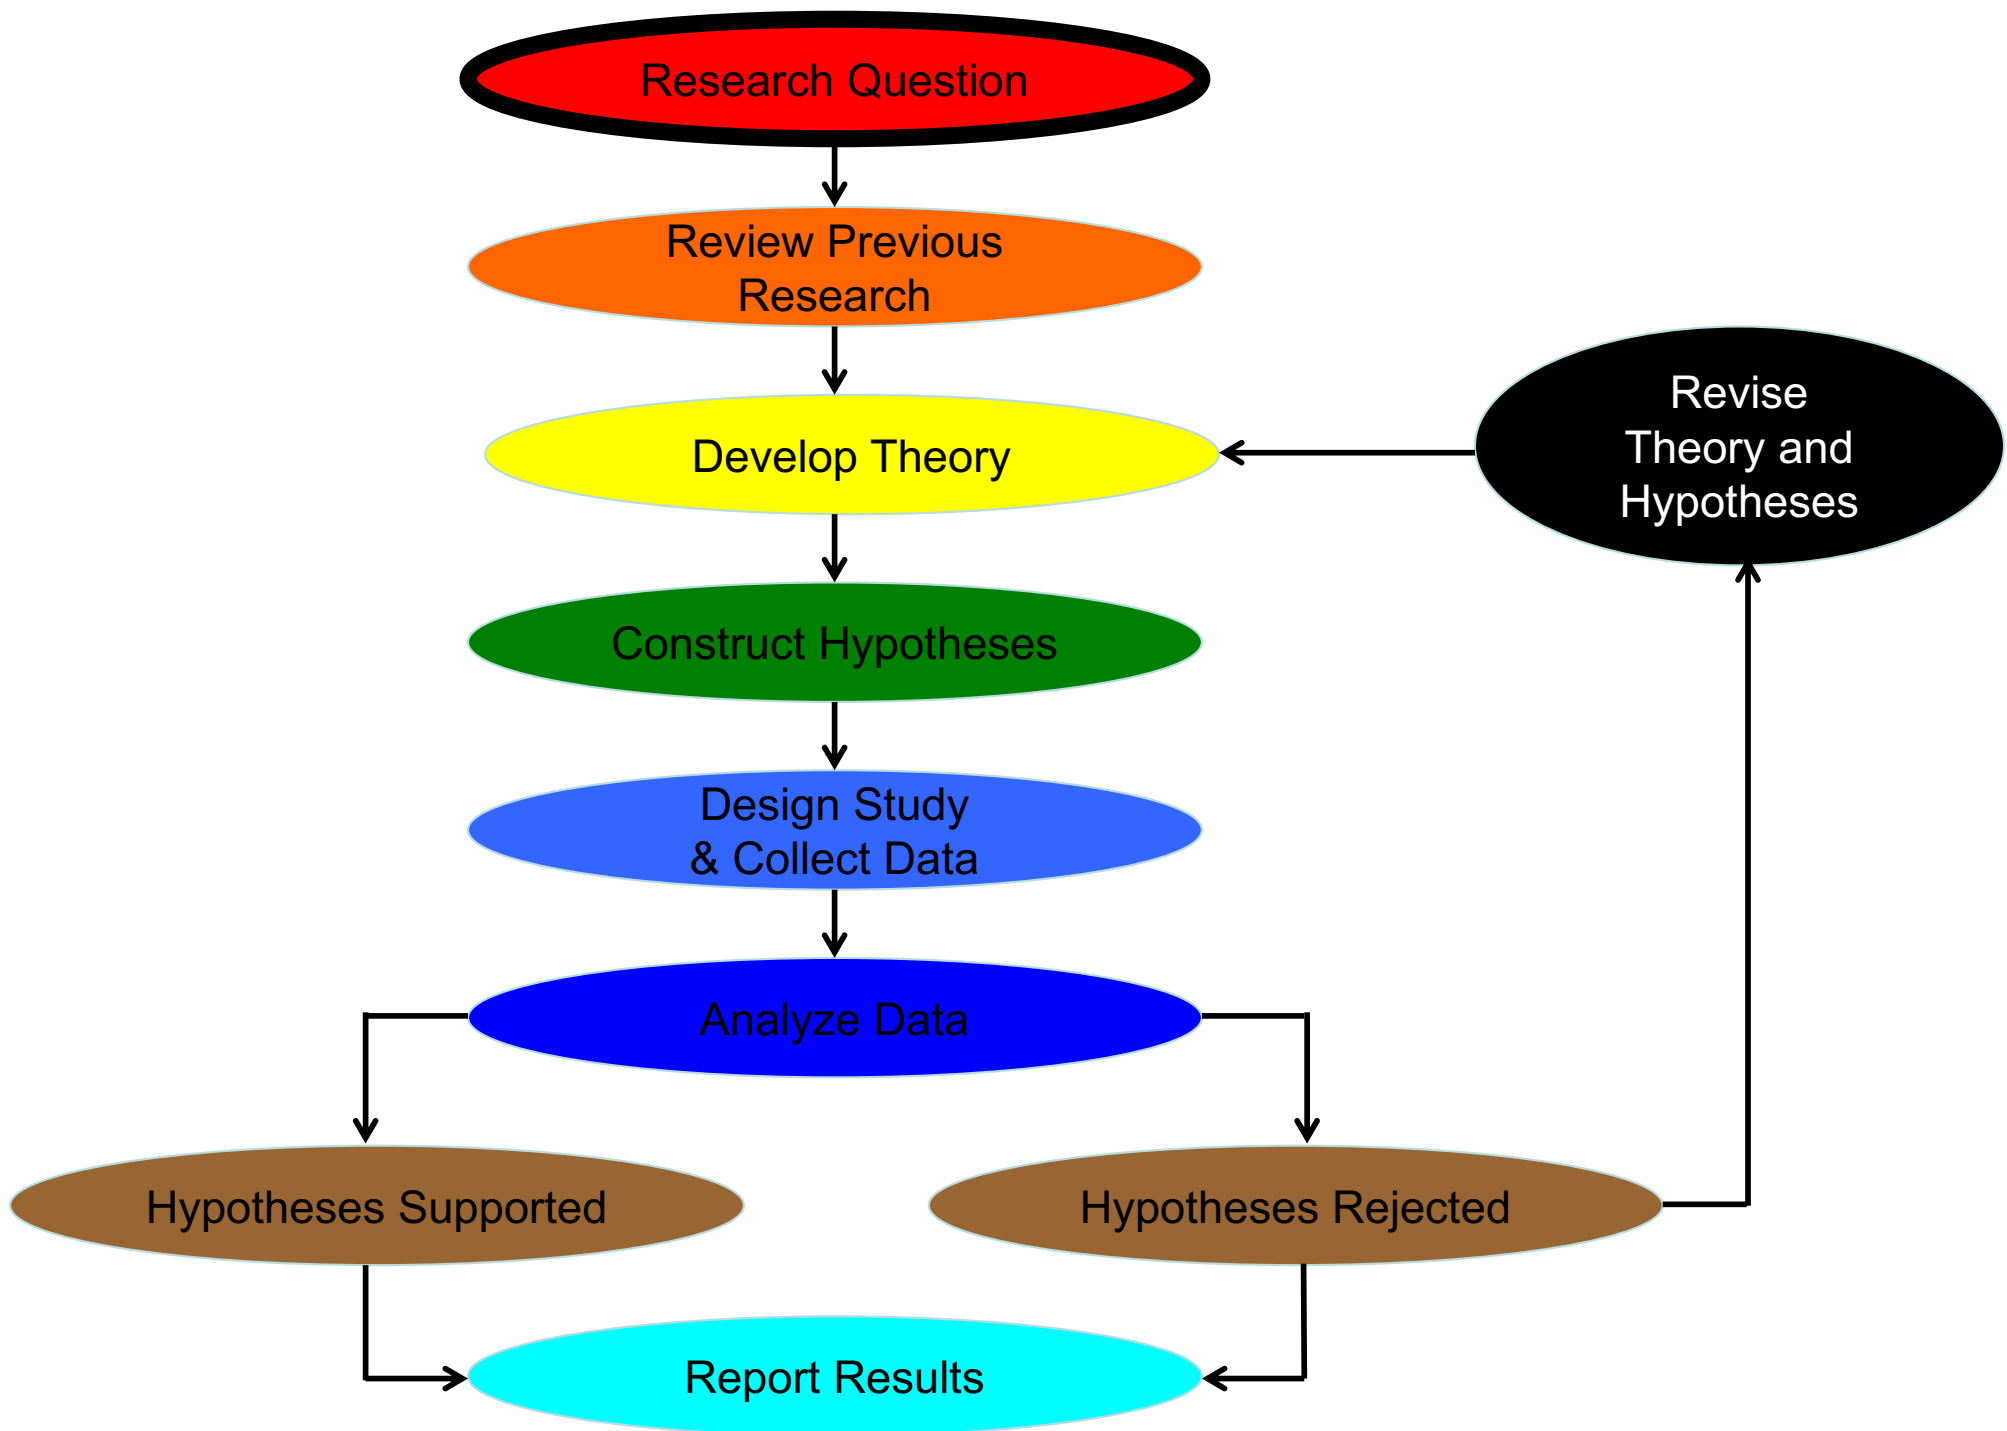 Research Question
Review Previous
Research
Develop Theory
Revise
Theory and
Hypotheses
Construct Hypotheses
Design Study
& Collect Data
Analyze Data
Hypotheses Supported
Hypotheses Rejected
Report Results